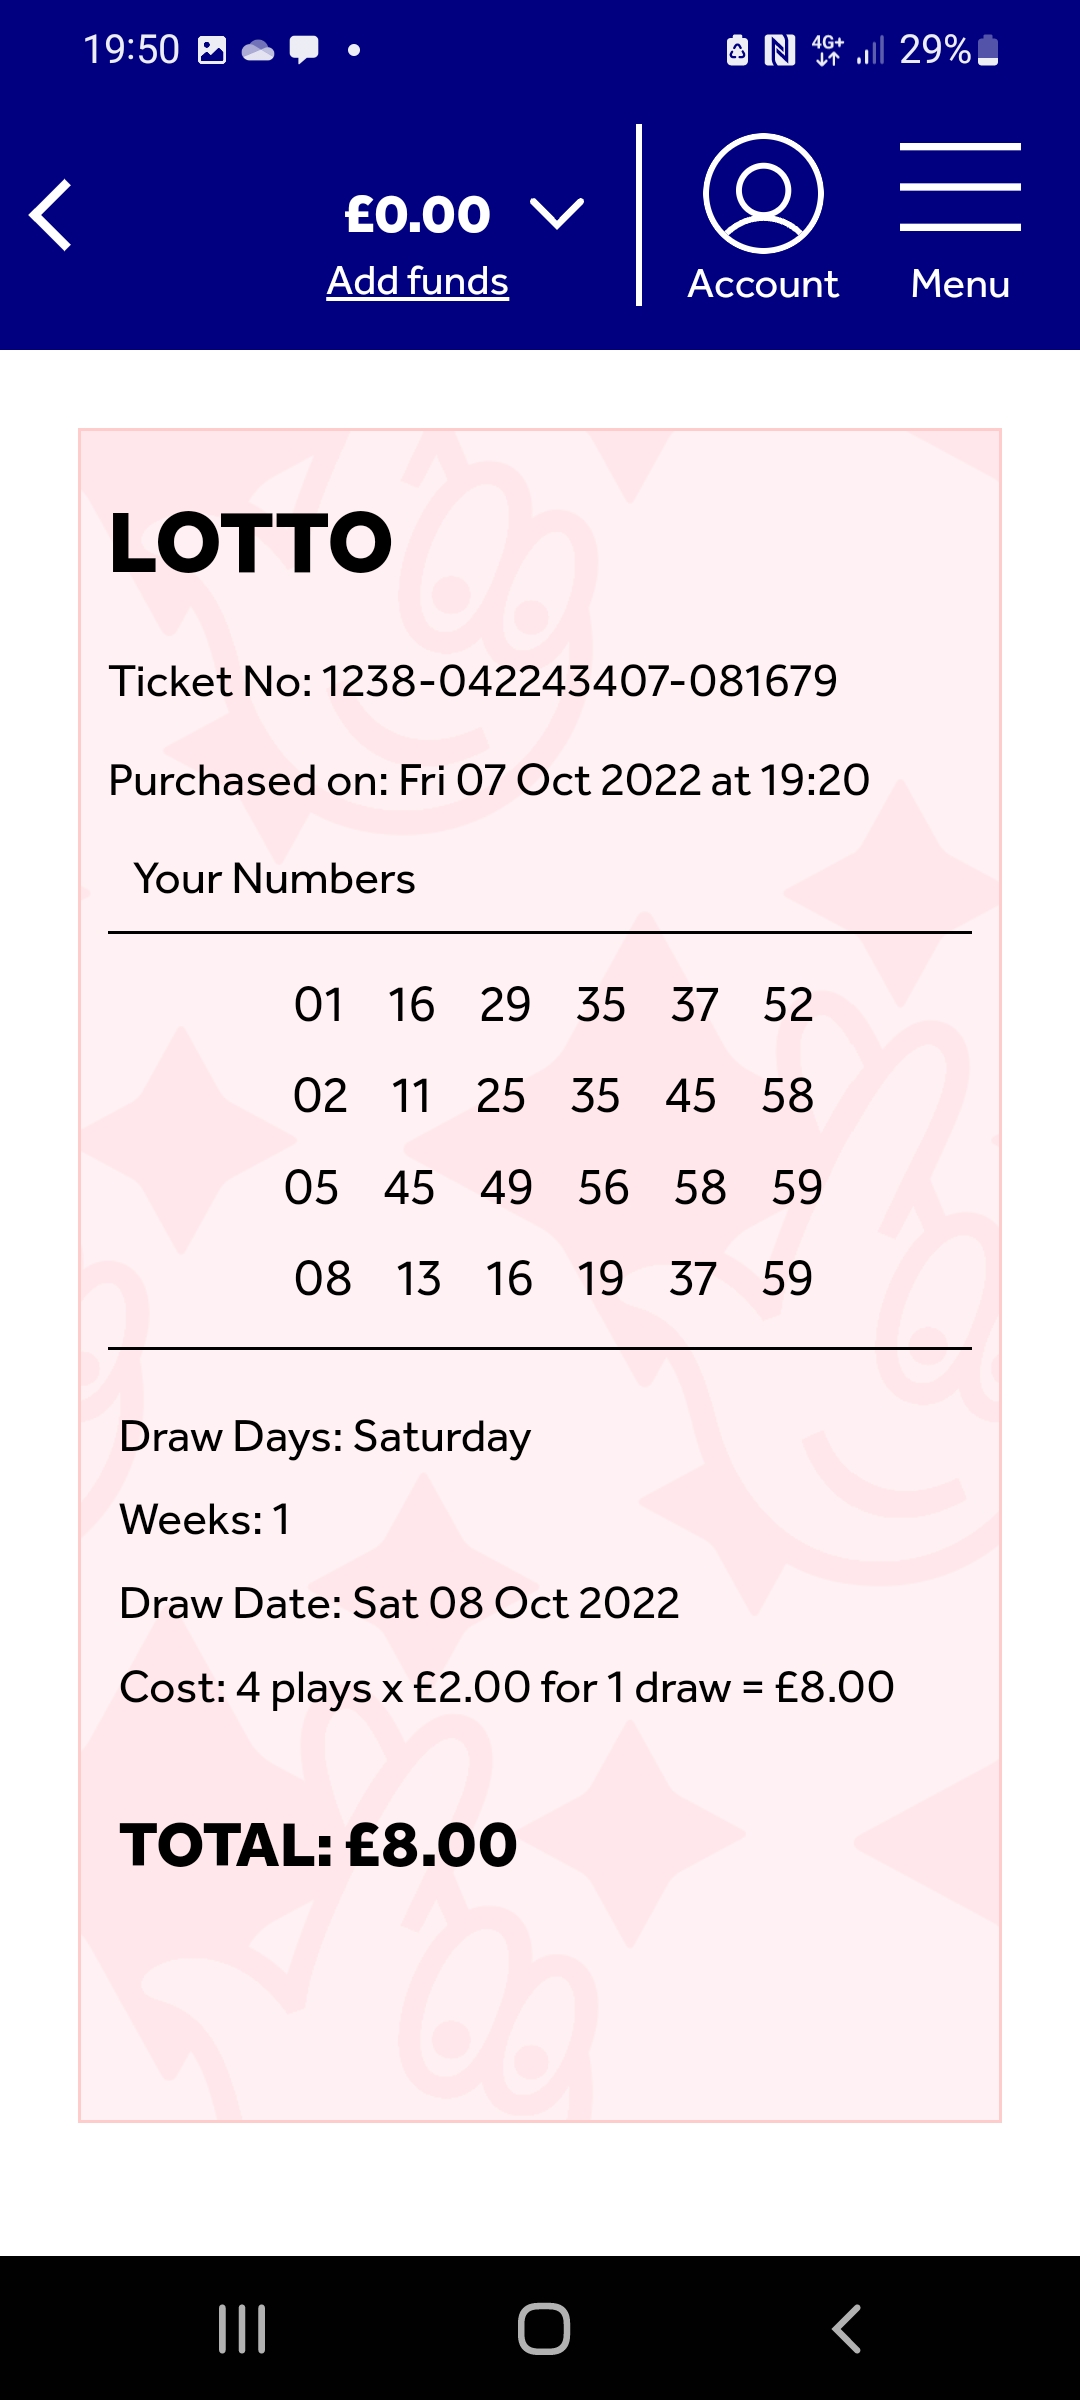 19:50 4G+ 29%
£0.00
Add funds
Account
Menu
LOTTO
Ticket No: 1238-042243407-081679
Purchased on: Fri 07 Oct 2022 at 19:20
Your Numbers
01 16 29 35 37 52
02 11 25 35 45 58
05 45 49 56 58 59
08 13 16 19 37 59
Draw Days: Saturday
Weeks: 1
Draw Date: Sat 08 Oct 2022
Cost: 4 plays x £2.00 for 1 draw = £8.00
TOTAL: £8.00